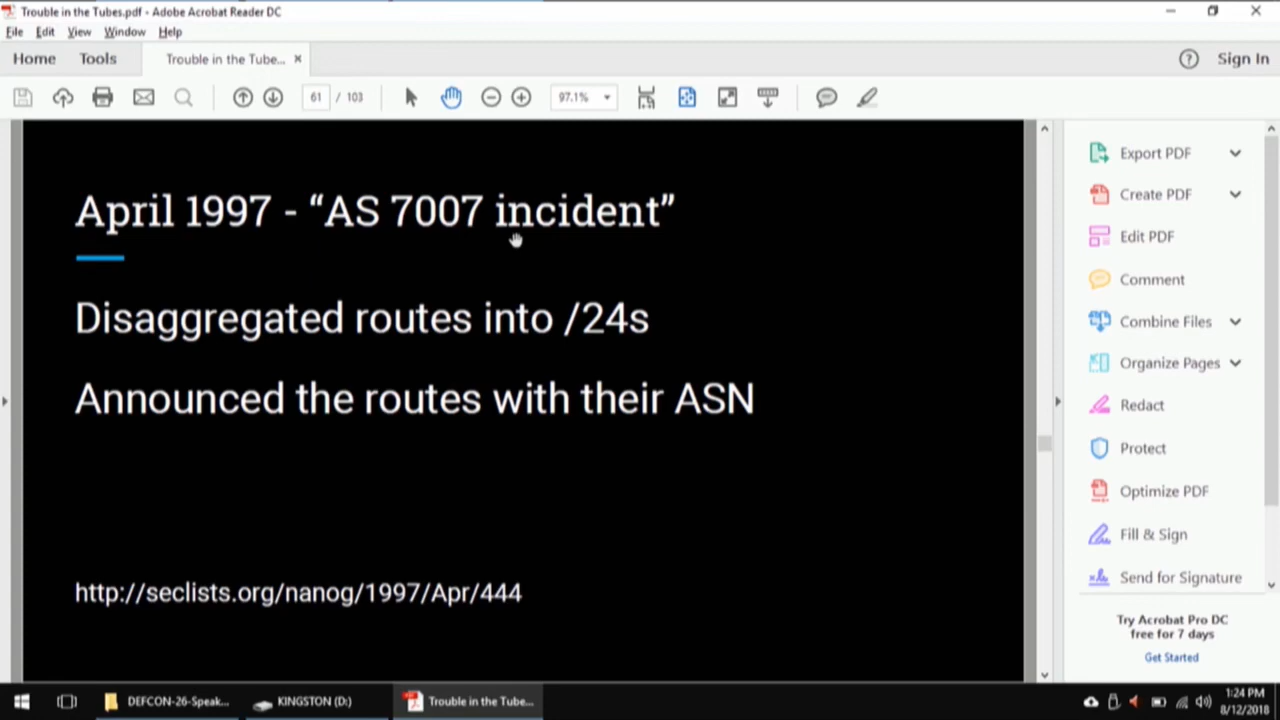 Trouble in the Tubes.pdf - Adobe Acrobat Reader DC
File Edit View Window Help
Home Tools Trouble in the Tube... × Sign In
61 / 103 97.1%
April 1997 - “AS 7007 incident”
Disaggregated routes into /24s
Announced the routes with their ASN
http://seclists.org/nanog/1997/Apr/444
Export PDF
Create PDF
Edit PDF
Comment
Combine Files
Organize Pages
Redact
Protect
Optimize PDF
Fill & Sign
Send for Signature
Try Acrobat Pro DC
free for 7 days
Get Started
DEFCON-26-Speak... KINGSTON (D:) Trouble in the Tube...
1:24 PM
8/12/2018